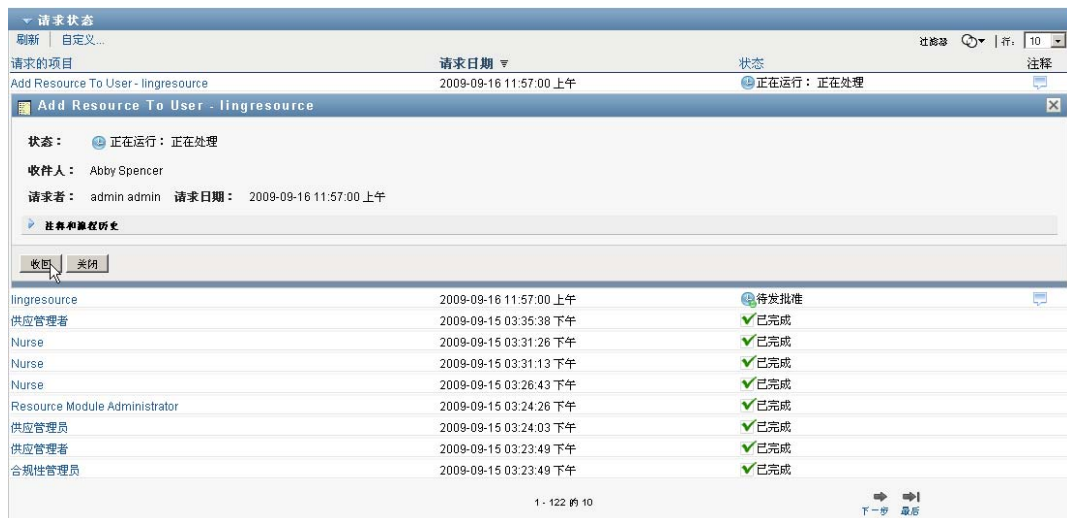 请求状态
刷新 自定义... 过滤器 行: 10
请求的项目 请求日期 状态 注释
Add Resource To User - lingresource 2009-09-16 11:57:00 上午 正在运行： 正在处理
Add Resource To User - lingresource
状态： 正在运行： 正在处理
收件人： Abby Spencer
请求者： admin admin 请求日期： 2009-09-16 11:57:00 上午
注释和流程历史
收回 关闭
lingresource 2009-09-16 11:57:00 上午 待发批准
供应管理者 2009-09-15 03:35:38 下午 已完成
Nurse 2009-09-15 03:31:26 下午 已完成
Nurse 2009-09-15 03:31:13 下午 已完成
Nurse 2009-09-15 03:26:43 下午 已完成
Resource Module Administrator 2009-09-15 03:24:26 下午 已完成
供应管理员 2009-09-15 03:24:03 下午 已完成
供应管理者 2009-09-15 03:23:49 下午 已完成
合规性管理员 2009-09-15 03:23:49 下午 已完成
1 - 122 的 10 下一步 最后